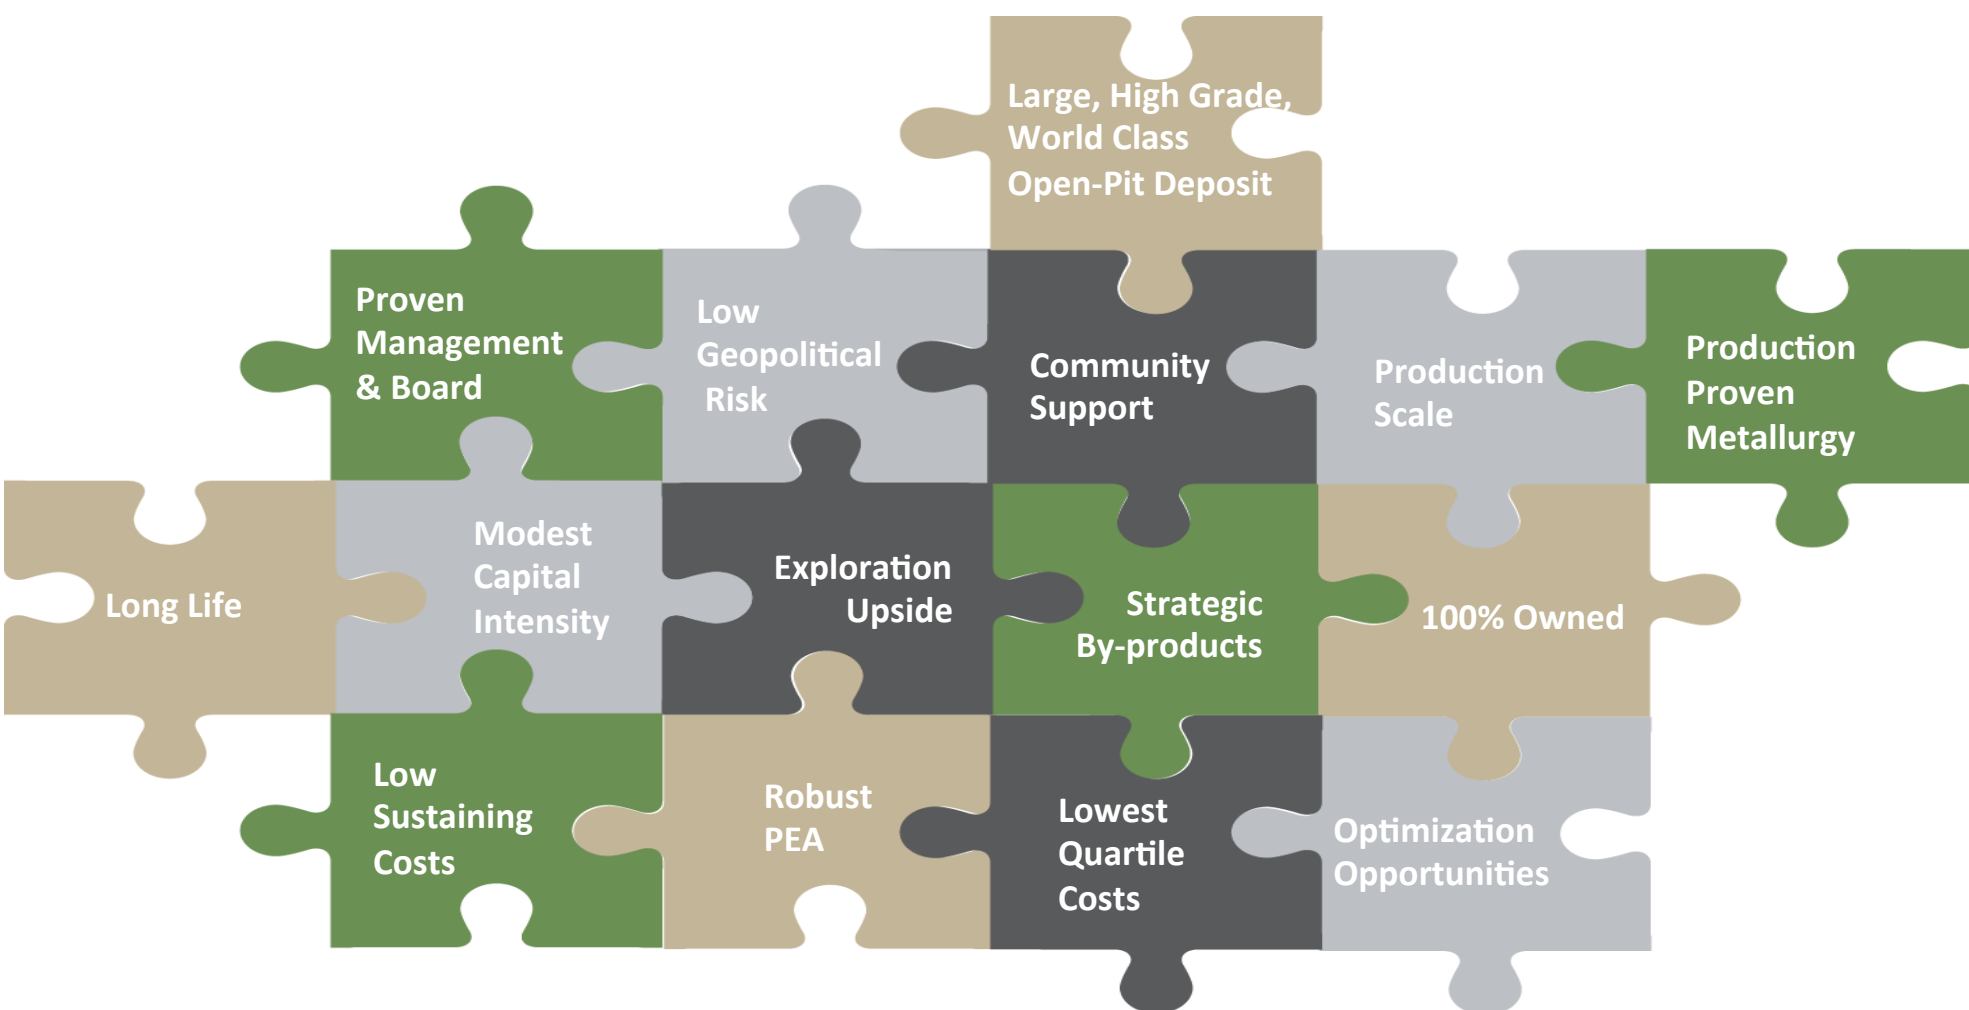 Large, High Grade,
World Class
Open-Pit Deposit
Proven
Management
& Board
Low
Geopolitical
Risk
Community
Support
Production
Scale
Production
Proven
Metallurgy
Long Life
Modest
Capital
Intensity
Exploration
Upside
Strategic
By-products
100% Owned
Low
Sustaining
Costs
Robust
PEA
Lowest
Quartile
Costs
Optimization
Opportunities